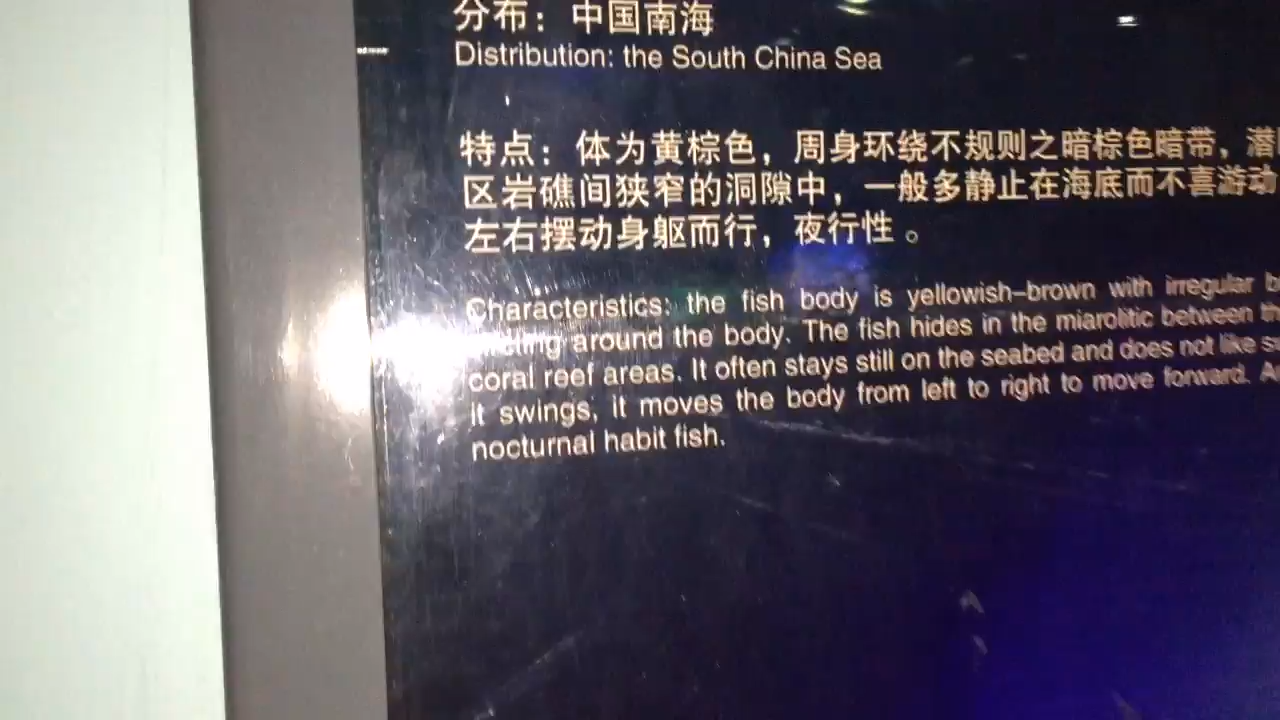 分布：中国南海
Distribution: the South China Sea
特点：体为黄棕色，周身环绕不规则之暗棕色暗带，潜
区岩礁间狭窄的洞隙中，一般多静止在海底而不喜游动
左右摆动身躯而行，夜行性。
Characteristics: the fish body is yellowish-brown with irregular
around the body. The fish hides in the miarolitic between
coral reef areas. It often stays still on the seabed and does not like
it swings, it moves the body from left to right to move forward.
nocturnal habit fish.